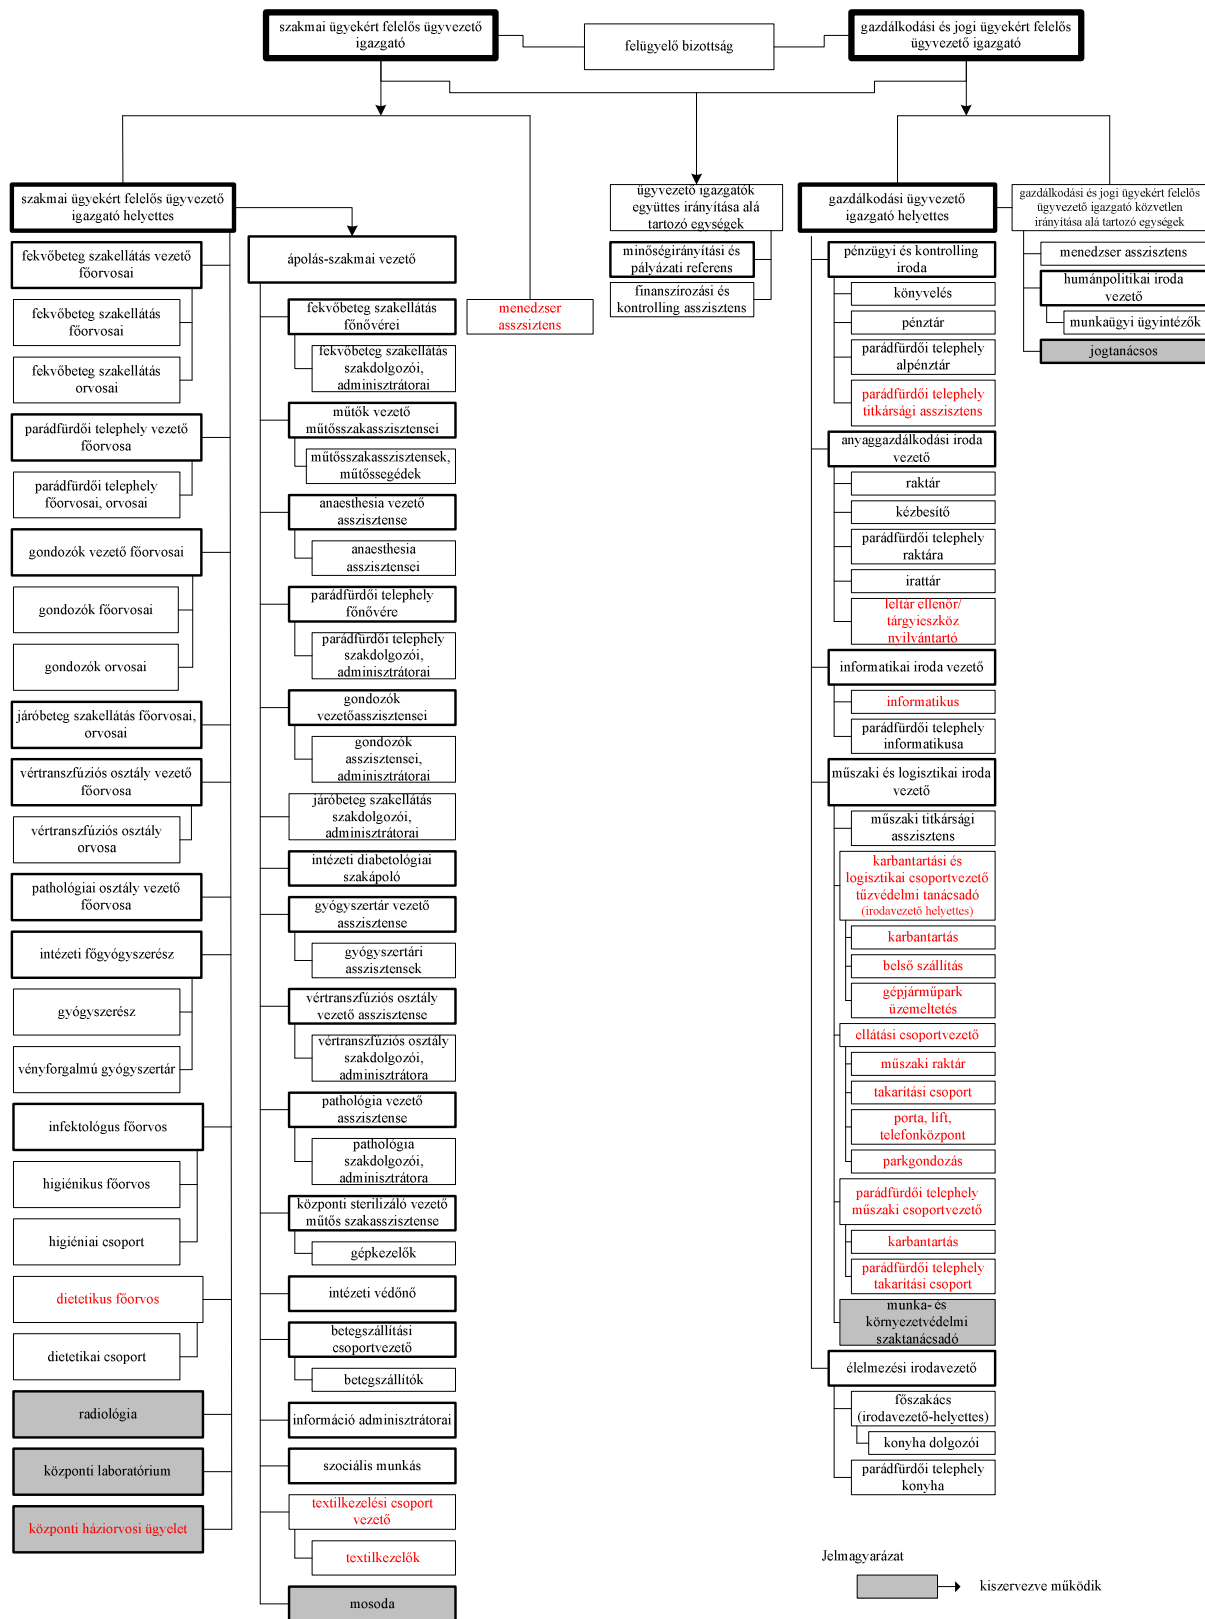 szakmai ügyekért felelős ügyvezető
igazgató
felügyelő bizottság
gazdálkodási és jogi ügyekért felelős
ügyvezető igazgató
szakmai ügyekért felelős ügyvezető
igazgató helyettes
fekvőbeteg szakellátás vezető
főorvosai
fekvőbeteg szakellátás
főorvosai
fekvőbeteg szakellátás
orvosai
parádfürdői telephely vezető
főorvosa
parádfürdői telephely
főorvosai, orvosai
gondozók vezető főorvosai
gondozók főorvosai
gondozók orvosai
járóbeteg szakellátás főorvosai,
orvosai
vértranszfúziós osztály vezető
főorvosa
vértranszfúziós osztály
orvosa
pathológiai osztály vezető
főorvosa
intézeti főgyógyszerész
gyógyszerész
vényforgalmú gyógyszertár
infektológus főorvos
higiénikus főorvos
higiéniai csoport
dietetikus főorvos
dietetikai csoport
radiológia
központi laboratórium
központi háziorvosi ügyelet
ápolás-szakmai vezető
fekvőbeteg szakellátás
főnővérei
fekvőbeteg szakellátás
szakdolgozói,
adminisztrátorai
műtők vezető
műtősszakasszisztensei
műtősszakasszisztensek,
műtőssegédek
anaesthesia vezető
asszisztense
anaesthesia
asszisztensei
parádfürdői telephely
főnővére
parádfürdői telephely
szakdolgozói,
adminisztrátorai
gondozók
vezetőasszisztensei
gondozók
asszisztensei,
adminisztrátorai
járóbeteg szakellátás
szakdolgozói,
adminisztrátorai
intézeti diabetológiai
szakápoló
gyógyszertár vezető
asszisztense
gyógyszertári
asszisztensek
vértranszfúziós osztály
vezető asszisztense
vértranszfúziós osztály
szakdolgozói,
adminisztrátora
pathológia vezető
asszisztense
pathológia
szakdolgozói,
adminisztrátora
központi sterilizáló vezető
műtős szakasszisztense
gépkezelők
intézeti védőnő
betegszállítási
csoportvezető
betegszállítók
információ adminisztrátorai
szociális munkás
textilkezelési csoport
vezető
textilkezelők
mosoda
menedzser
asszsiztens
ügyvezető igazgatók
együttes irányítása alá
tartozó egységek
minőségirányítási és
pályázati referens
finanszírozási és
kontrolling asszisztens
gazdálkodási ügyvezető
igazgató helyettes
pénzügyi és kontrolling
iroda
könyvelés
pénztár
parádfürdői telephely
alpénztár
parádfürdői telephely
titkársági asszisztens
anyaggazdálkodási iroda
vezető
raktár
kézbesítő
parádfürdői telephely
raktára
irattár
leltár ellenőr/
tárgyieszköz
nyilvántartó
informatikai iroda vezető
informatikus
parádfürdői telephely
informatikusa
műszaki és logisztikai iroda
vezető
műszaki titkársági
asszisztens
karbantartási és
logisztikai csoportvezető
tűzvédelmi tanácsadó
(irodavezető helyettes)
karbantartás
belső szállítás
gépjárműpark
üzemeltetés
ellátási csoportvezető
műszaki raktár
takarítási csoport
porta, lift,
telefonközpont
parkgondozás
parádfürdői telephely
műszaki csoportvezető
karbantartás
parádfürdői telephely
takarítási csoport
munka- és
környezetvédelmi
szaktanácsadó
élelmezési irodavezető
főszakács
(irodavezető-helyettes)
konyha dolgozói
parádfürdői telephely
konyha
gazdálkodási és jogi ügyekért felelős
ügyvezető igazgató közvetlen
irányítása alá tartozó egységek
menedzser asszisztens
humánpolitikai iroda
vezető
munkaügyi ügyintézők
jogtanácsos
Jelmagyarázat
kiszervezve működik